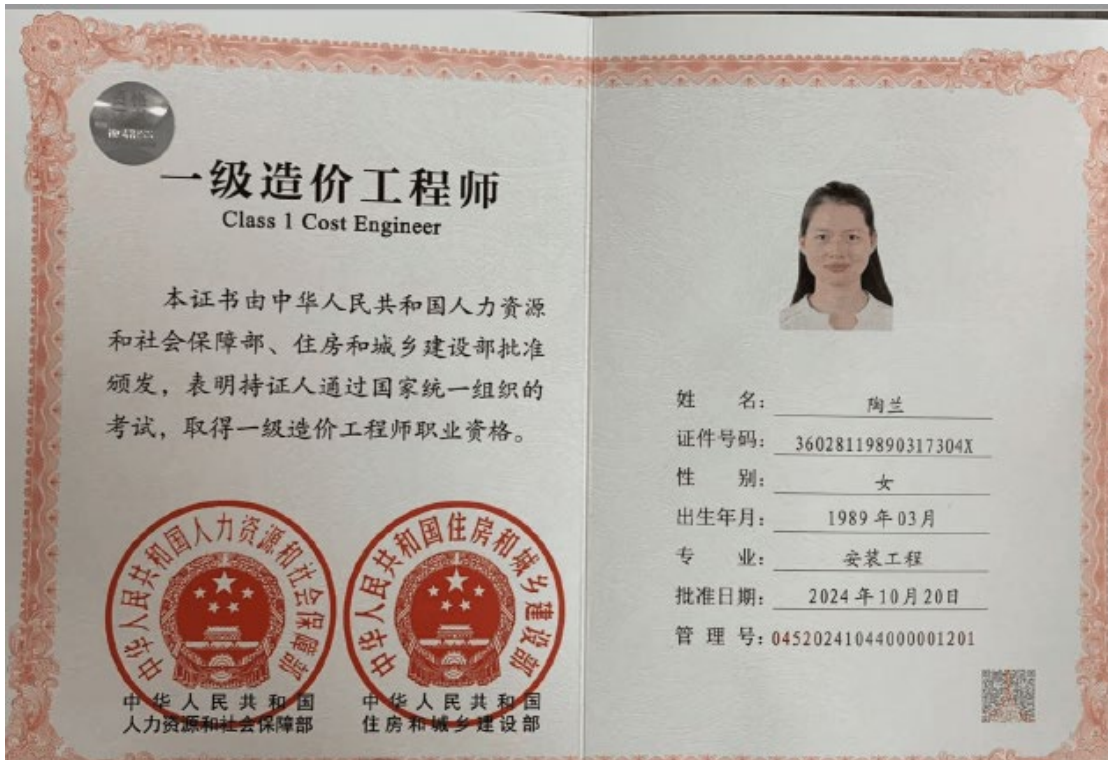 一级造价工程师
Class 1 Cost Engineer
本证书由中华人民共和国人力资源
和社会保障部、住房和城乡建设部批准
颁发，表明持证人通过国家统一组织的
考试，取得一级造价工程师职业资格。
中华人民共和国人力资源和社会保障部
中华人民共和国
人力资源和社会保障部
中华人民共和国住房和城乡建设部
中华人民共和国
住房和城乡建设部
姓 名： 陶兰
证件号码： 36028119890317304X
性 别： 女
出生年月： 1989年03月
专 业： 安装工程
批准日期： 2024年10月20日
管 理 号：04520241044000001201